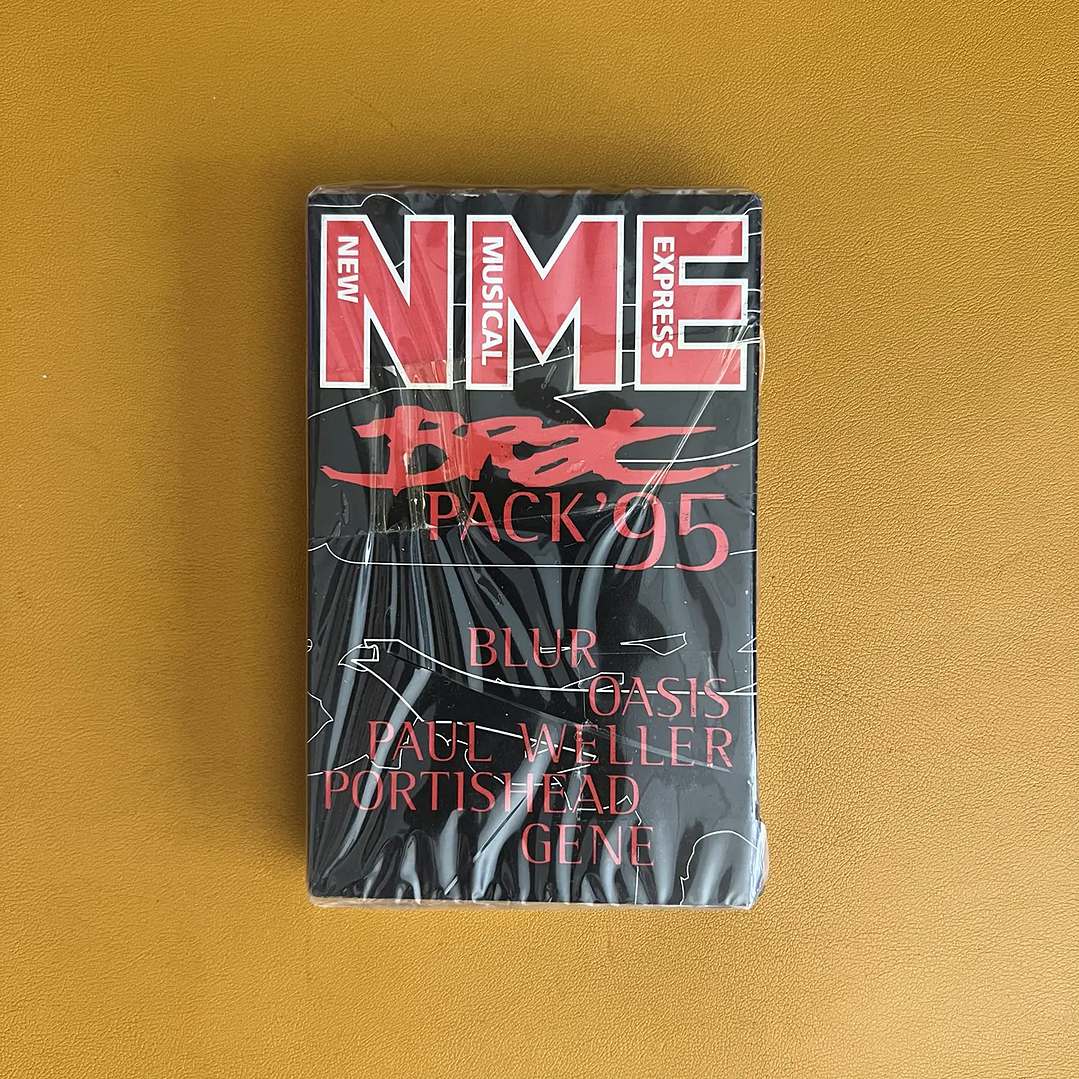 NME
NEW MUSICAL EXPRESS
BRAT
PACK '95
BLUR
OASIS
PAUL WELLER
PORTISHEAD
GENE